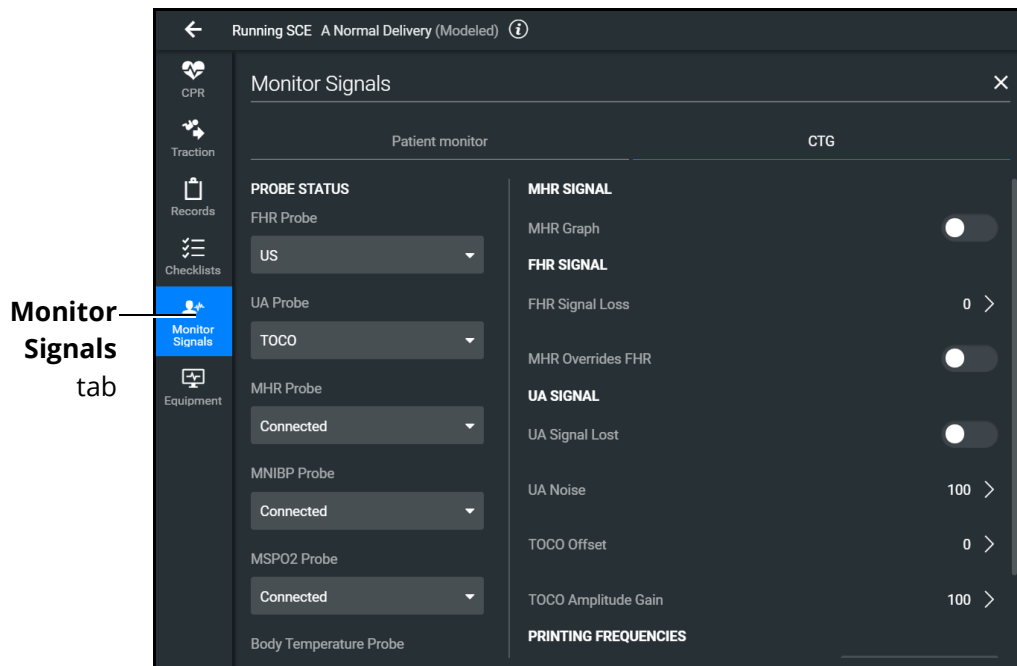 Running SCE A Normal Delivery (Modeled) i
CPR
Traction
Records
Checklists
Monitor
Signals
Equipment
Monitor
Signals
tab
Monitor Signals
Patient monitor
CTG
PROBE STATUS
FHR Probe
US
UA Probe
TOCO
MHR Probe
Connected
MNIBP Probe
Connected
MSPO2 Probe
Connected
Body Temperature Probe
MHR SIGNAL
MHR Graph
FHR SIGNAL
FHR Signal Loss 0
MHR Overrides FHR
UA SIGNAL
UA Signal Lost
UA Noise 100
TOCO Offset 0
TOCO Amplitude Gain 100
PRINTING FREQUENCIES